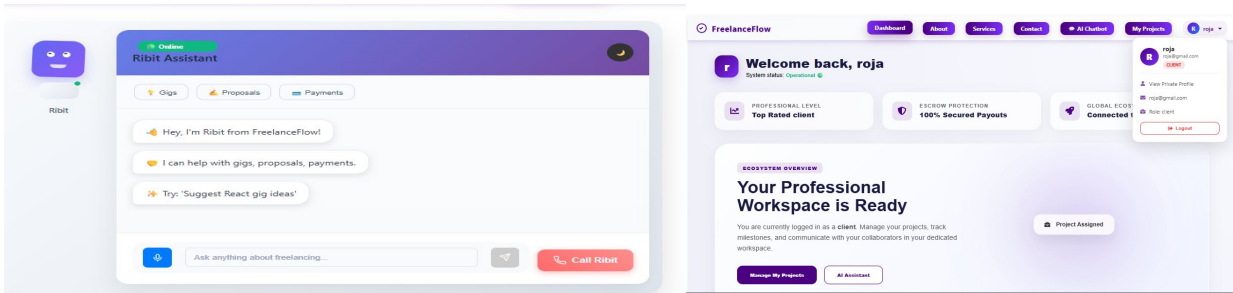 Online
Ribit Assistant
Ribit
Gigs
Proposals
Payments
Hey, I'm Ribit from FreelanceFlow!
I can help with gigs, proposals, payments.
Try: 'Suggest React gig ideas'
Ask anything about freelancing...
Call Ribit
FreelanceFlow
Dashboard
About
Services
Contact
AI Chatbot
My Projects
R
roja
R
roja
roja@gmail.com
CLIENT
View Private Profile
roja@gmail.com
Role: client
Logout
r
Welcome back, roja
System status: Operational
PROFESSIONAL LEVEL
Top Rated client
ESCROW PROTECTION
100% Secured Payouts
GLOBAL ECOS
Connected
ECOSYSTEM OVERVIEW
Your Professional
Workspace is Ready
You are currently logged in as a client. Manage your projects, track
milestones, and communicate with your collaborators in your dedicated
workspace.
Manage My Projects
AI Assistant
Project Assigned